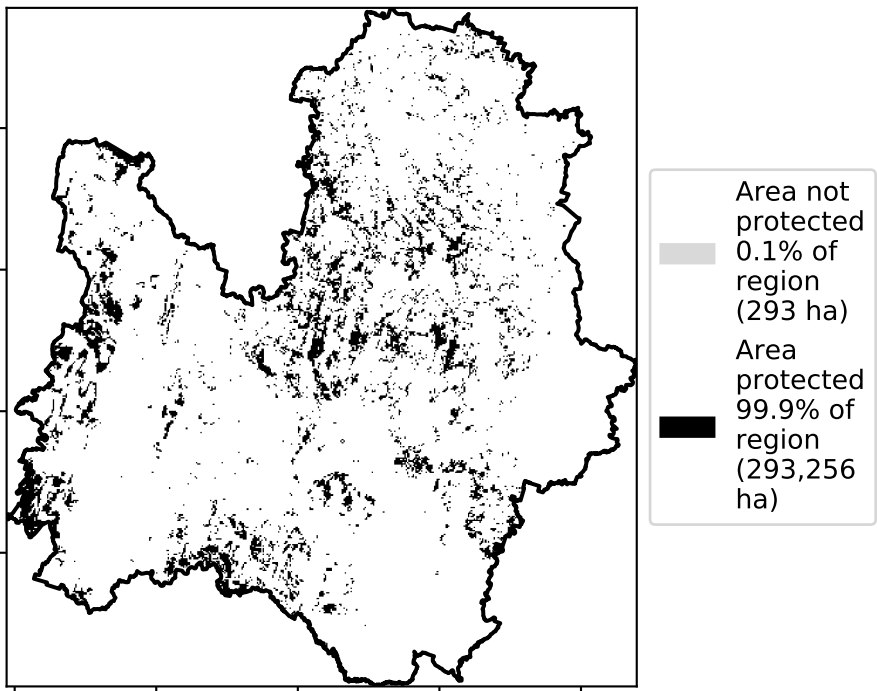 Area not
protected
0.1% of
region
(293 ha)
Area
protected
99.9% of
region
(293,256
ha)